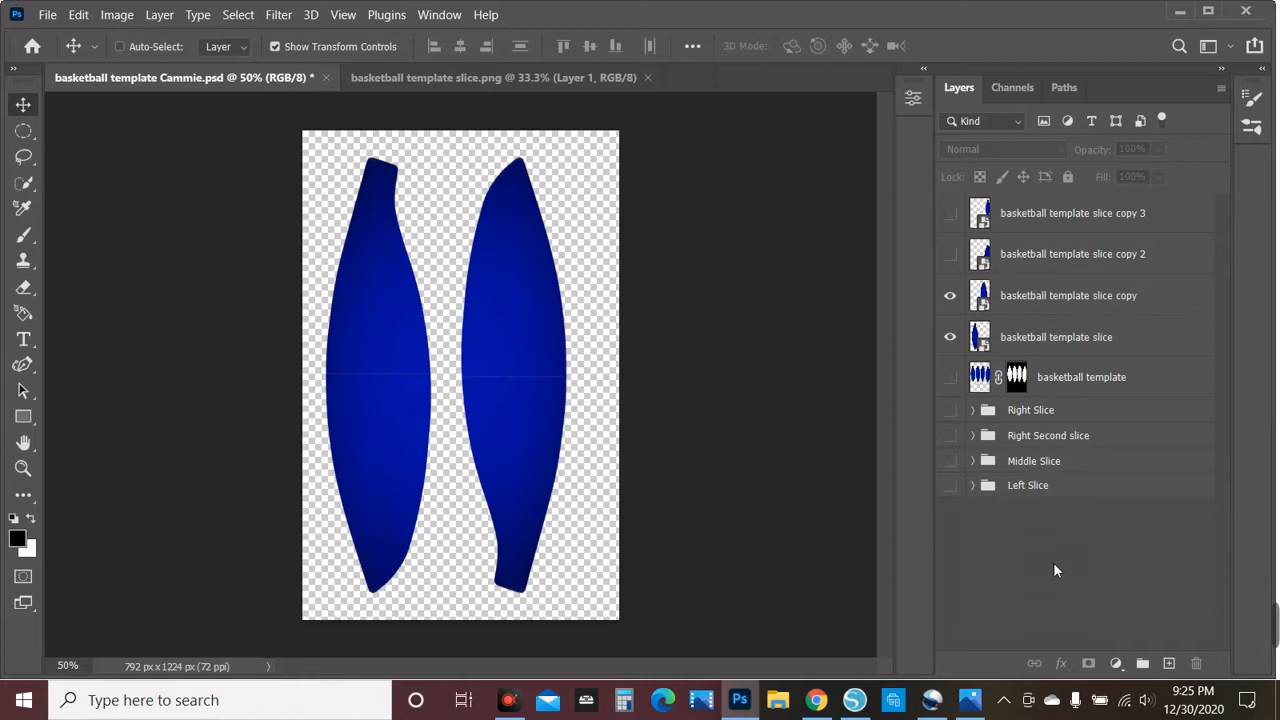 Ps File Edit Image Layer Type Select Filter 3D View Plugins Window Help
Auto-Select: Layer Show Transform Controls ••• 3D Mode:
basketball template Cammie.psd @ 50% (RGB/8) * × basketball template slice.png @ 33.3% (Layer 1, RGB/8) ×
Layers Channels Paths
Kind
Normal Opacity: 100%
Lock: Fill: 100%
basketball template slice copy 3
basketball template slice copy 2
basketball template slice copy
basketball template slice
basketball template
Right Slice
Right Second slice
Middle Slice
Left Slice
50% 792 px x 1224 px (72 ppi)
fx
Type here to search
Ps
9:25 PM
12/30/2020